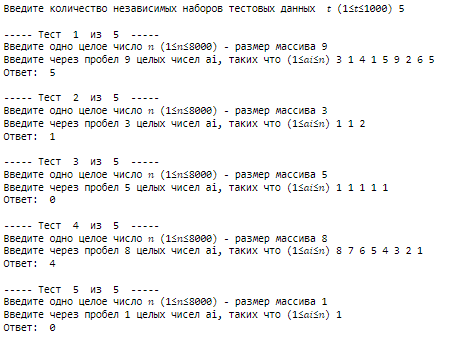 Введите количество независимых наборов тестовых данных t (1≤t≤1000) 5
----- Тест 1 из 5 -----
Введите одно целое число n (1≤n≤8000) - размер массива 9
Введите через пробел 9 целых чисел ai, таких что (1≤ai≤n) 3 1 4 1 5 9 2 6 5
Ответ: 5
----- Тест 2 из 5 -----
Введите одно целое число n (1≤n≤8000) - размер массива 3
Введите через пробел 3 целых чисел ai, таких что (1≤ai≤n) 1 1 2
Ответ: 1
----- Тест 3 из 5 -----
Введите одно целое число n (1≤n≤8000) - размер массива 5
Введите через пробел 5 целых чисел ai, таких что (1≤ai≤n) 1 1 1 1 1
Ответ: 0
----- Тест 4 из 5 -----
Введите одно целое число n (1≤n≤8000) - размер массива 8
Введите через пробел 8 целых чисел ai, таких что (1≤ai≤n) 8 7 6 5 4 3 2 1
Ответ: 4
----- Тест 5 из 5 -----
Введите одно целое число n (1≤n≤8000) - размер массива 1
Введите через пробел 1 целых чисел ai, таких что (1≤ai≤n) 1
Ответ: 0